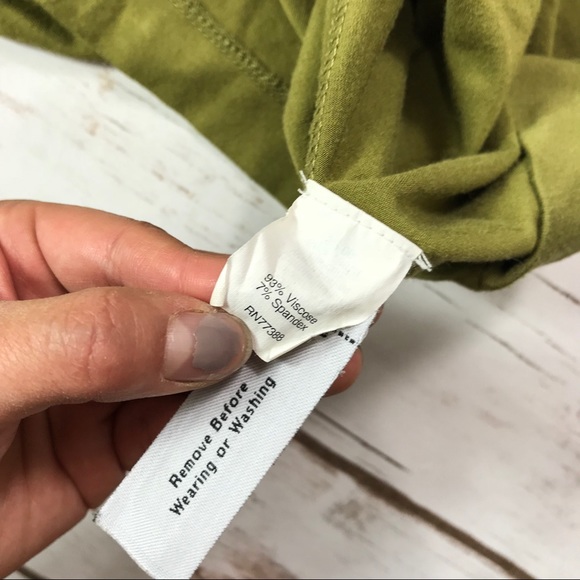 93% Viscose
7% Spandex
RN77388
Remove Before
Wearing or Washing